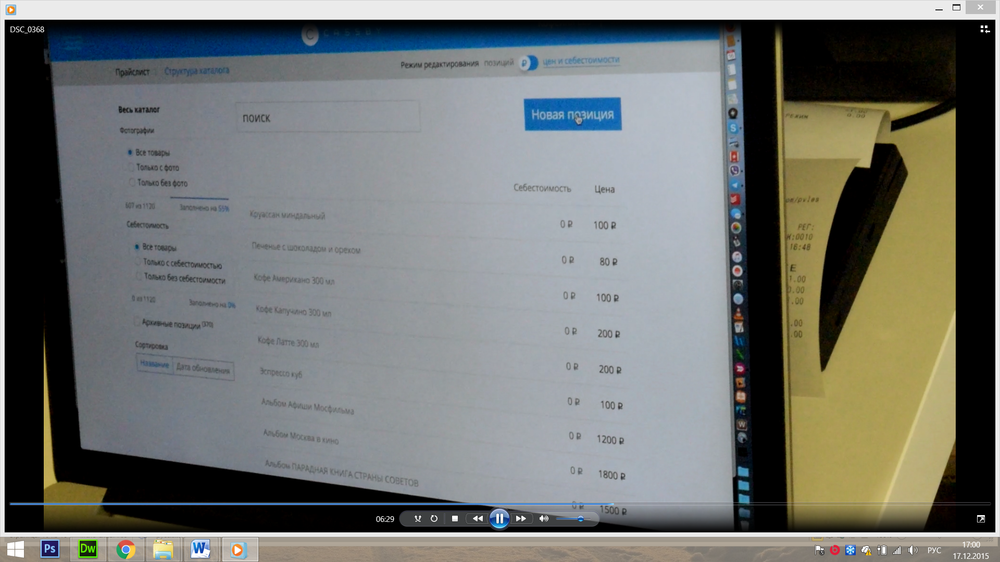 DSC_0368
C CASSBY
Прайслист Структура каталога
Режим редактирования позиций ₽ цен и себестоимости
Весь каталог
поиск
Новая позиция
Фотографии
Все товары
Только с фото
Только без фото
607 из 1120 Заполнено на 55%
Себестоимость
Все товары
Только с себестоимостью
Только без себестоимости
0 из 1120 Заполнено на 0%
Архивные позиции (370)
Сортировка
Название Дата обновления
Себестоимость Цена
Круассан миндальный 0 ₽ 100 ₽
Печенье с шоколадом и орехом 0 ₽ 80 ₽
Кофе Американо 300 мл 0 ₽ 100 ₽
Кофе Капучино 300 мл 0 ₽ 200 ₽
Кофе Латте 300 мл 0 ₽ 200 ₽
Эспрессо куб 0 ₽ 100 ₽
Альбом Афиши Мосфильма 0 ₽ 1200 ₽
Альбом Москва в кино 0 ₽ 1800 ₽
Альбом ПАРАДНАЯ КНИГА СТРАНЫ СОВЕТОВ 0 ₽ 1500 ₽
РЕЖИМ
0.00
РЕГ:
16:48
06:29
Ps
Dw
W
РУС
17:00
17.12.2015